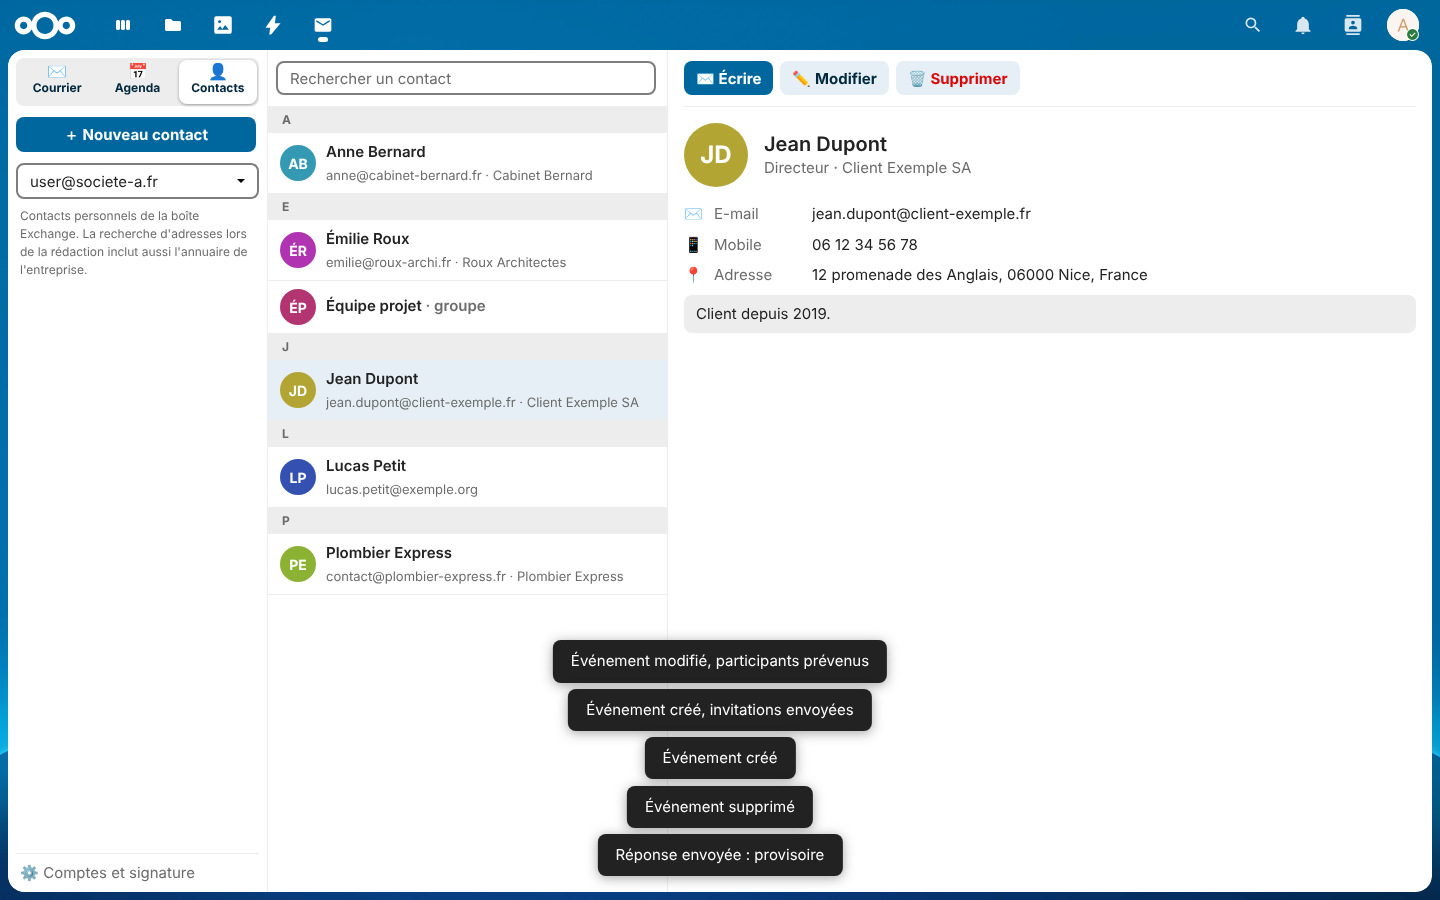 A
Courrier
Agenda
Contacts
+ Nouveau contact
user@societe-a.fr
Contacts personnels de la boîte
Exchange. La recherche d'adresses lors
de la rédaction inclut aussi l'annuaire de
l'entreprise.
Comptes et signature
Rechercher un contact
A
AB
Anne Bernard
anne@cabinet-bernard.fr · Cabinet Bernard
E
ÉR
Émilie Roux
emilie@roux-archi.fr · Roux Architectes
ÉP
Équipe projet · groupe
J
JD
Jean Dupont
jean.dupont@client-exemple.fr · Client Exemple SA
L
LP
Lucas Petit
lucas.petit@exemple.org
P
PE
Plombier Express
contact@plombier-express.fr · Plombier Express
Écrire
Modifier
Supprimer
JD
Jean Dupont
Directeur · Client Exemple SA
E-mail jean.dupont@client-exemple.fr
Mobile 06 12 34 56 78
Adresse 12 promenade des Anglais, 06000 Nice, France
Client depuis 2019.
Événement modifié, participants prévenus
Événement créé, invitations envoyées
Événement créé
Événement supprimé
Réponse envoyée : provisoire